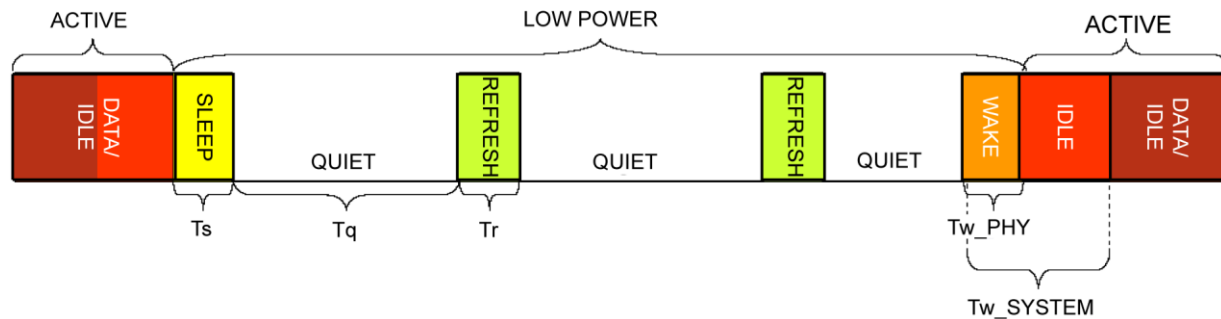 ACTIVE
LOW POWER
ACTIVE
DATA/
IDLE
SLEEP
QUIET
REFRESH
QUIET
REFRESH
QUIET
WAKE
IDLE
DATA/
IDLE
Ts
Tq
Tr
Tw_PHY
Tw_SYSTEM